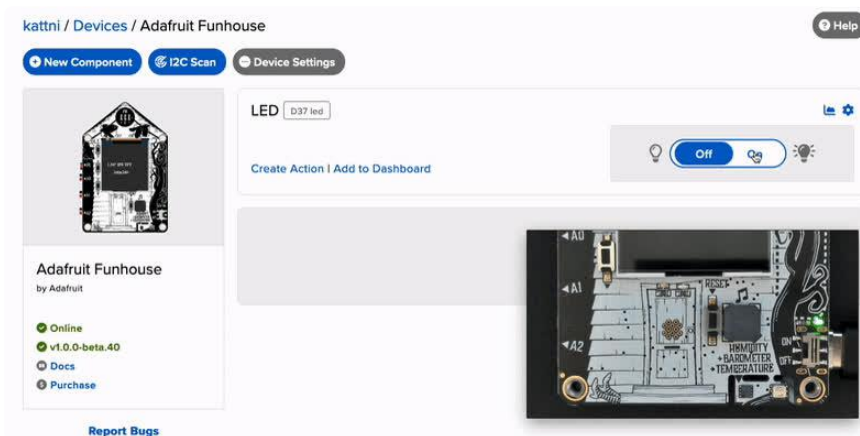 kattni / Devices / Adafruit Funhouse
Help
New Component
I2C Scan
Device Settings
LED D37 led
Off On
Create Action | Add to Dashboard
Adafruit Funhouse
by Adafruit
Online
v1.0.0-beta.40
Docs
Purchase
Report Bugs
◄A0
◄A1
◄A2
RESET
HUMIDITY
+BAROMETER
+TEMPERATURE
ON
OFF